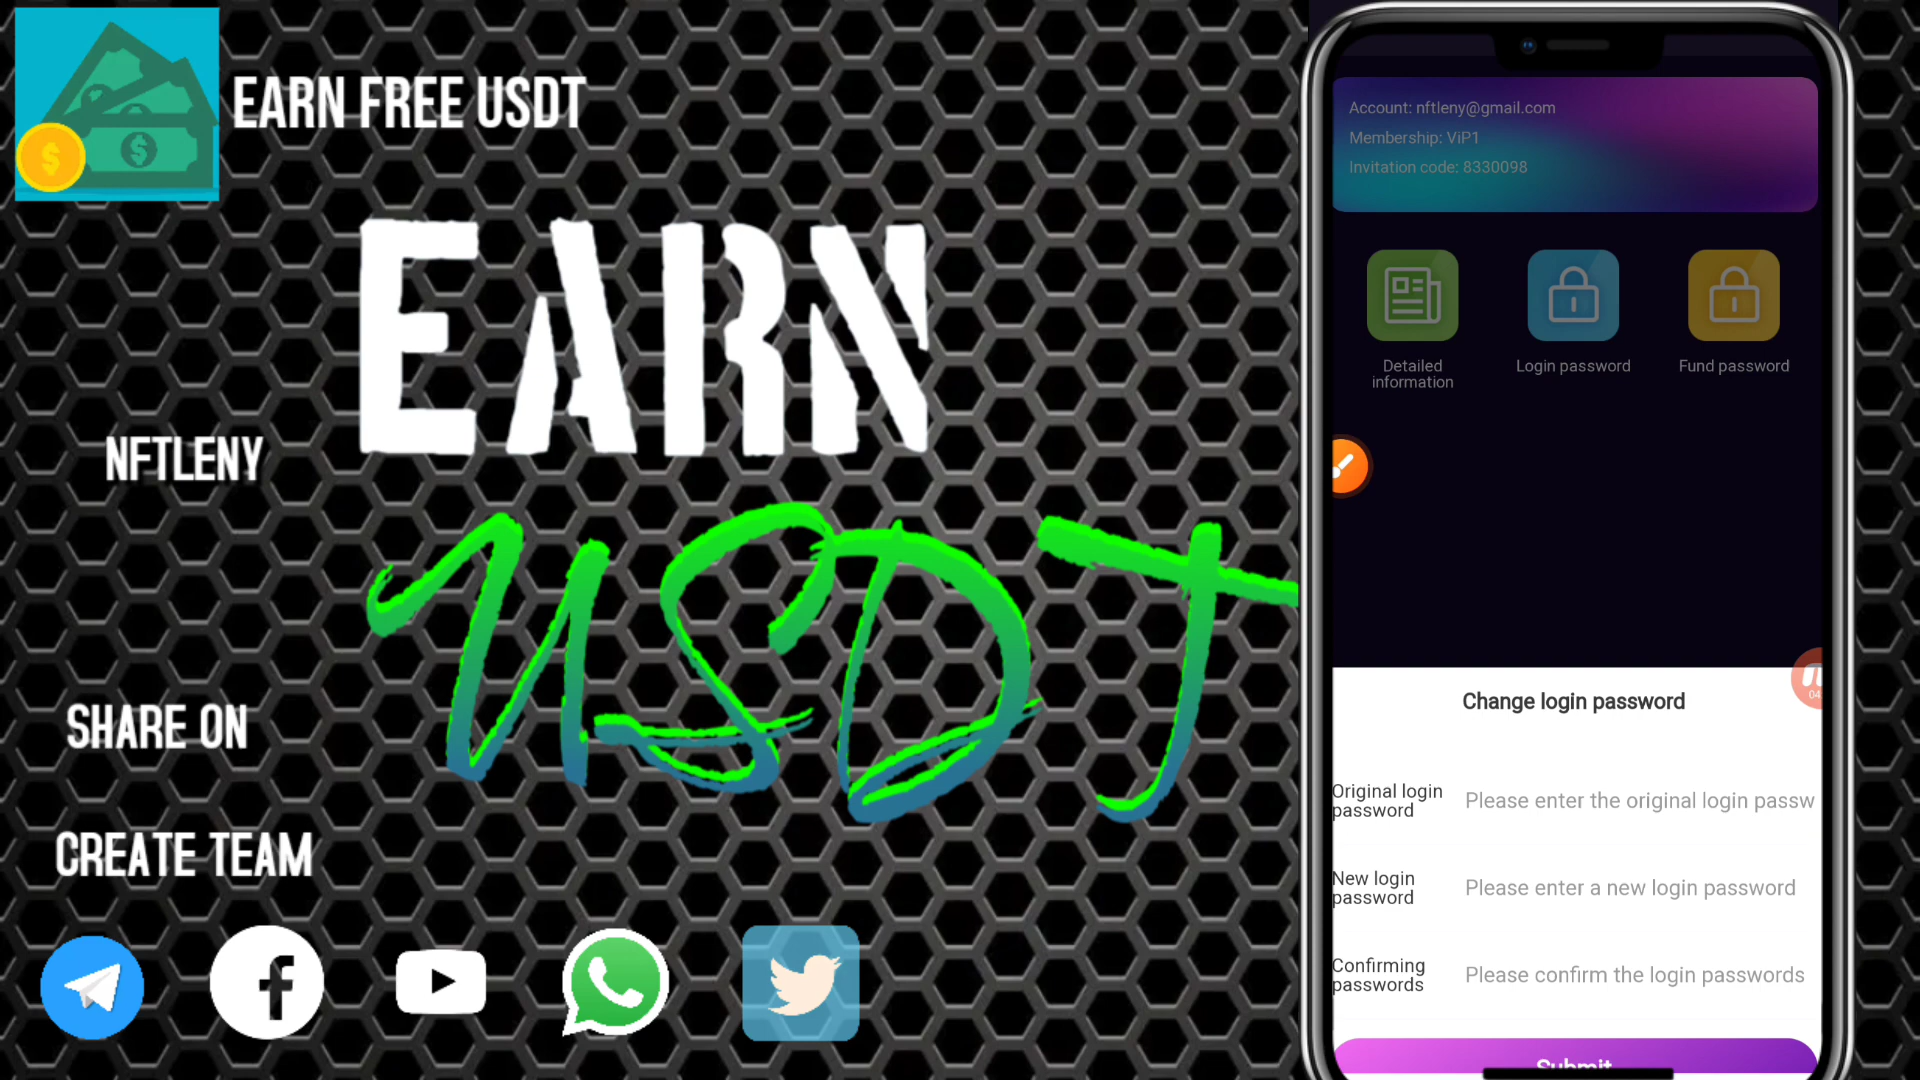 EARN FREE USDT
EARN
USDT
NFTLENY
SHARE ON
CREATE TEAM
Account: nftleny@gmail.com
Membership: ViP1
Invitation code: 8330098
Detailed
information
Login password
Fund password
04
Change login password
Original login
password
Please enter the original login passw
New login
password
Please enter a new login password
Confirming
passwords
Please confirm the login passwords
Submit